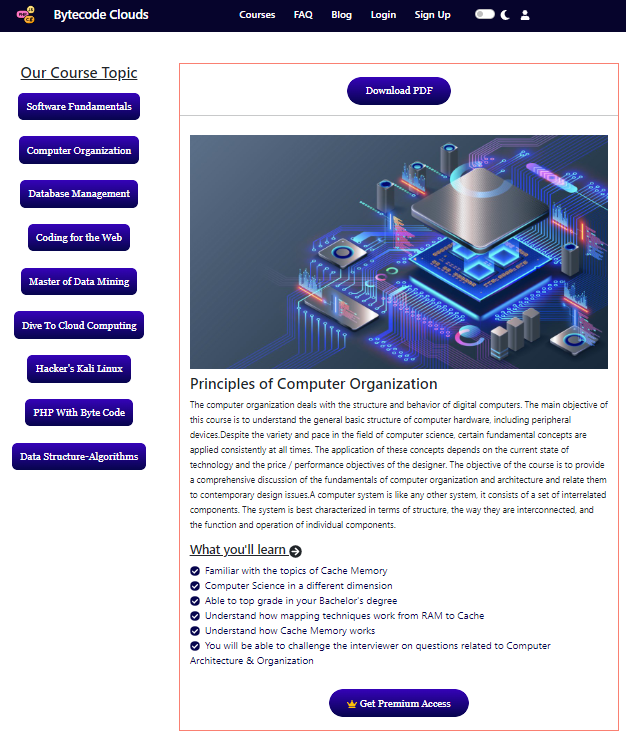 Bytecode Clouds
Courses
FAQ
Blog
Login
Sign Up
Our Course Topic
Software Fundamentals
Computer Organization
Database Management
Coding for the Web
Master of Data Mining
Dive To Cloud Computing
Hacker's Kali Linux
PHP With Byte Code
Data Structure-Algorithms
Download PDF
Principles of Computer Organization
The computer organization deals with the structure and behavior of digital computers. The main objective of
this course is to understand the general basic structure of computer hardware, including peripheral
devices.Despite the variety and pace in the field of computer science, certain fundamental concepts are
applied consistently at all times. The application of these concepts depends on the current state of
technology and the price / performance objectives of the designer. The objective of the course is to provide
a comprehensive discussion of the fundamentals of computer organization and architecture and relate them
to contemporary design issues.A computer system is like any other system, it consists of a set of interrelated
components. The system is best characterized in terms of structure, the way they are interconnected, and
the function and operation of individual components.
What you'll learn
Familiar with the topics of Cache Memory
Computer Science in a different dimension
Able to top grade in your Bachelor's degree
Understand how mapping techniques work from RAM to Cache
Understand how Cache Memory works
You will be able to challenge the interviewer on questions related to Computer
Architecture & Organization
Get Premium Access